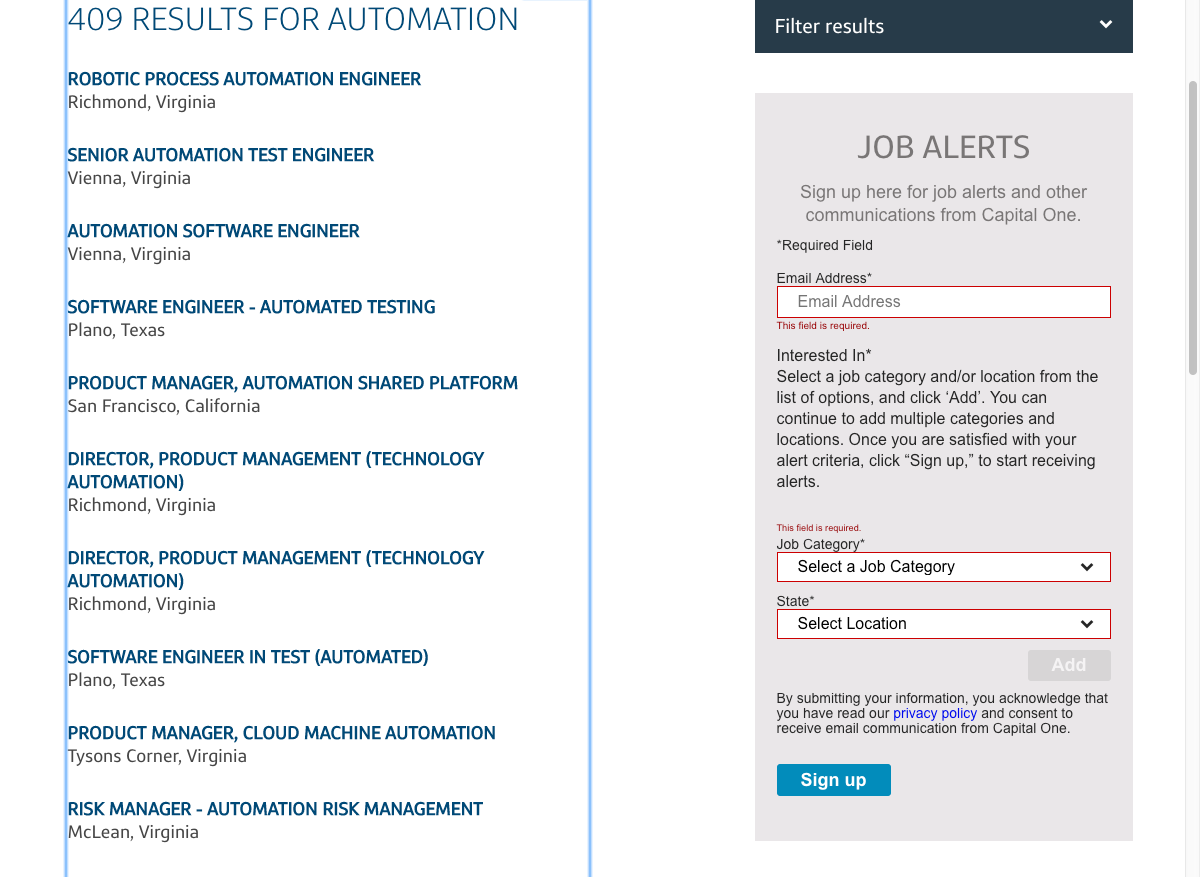 409 RESULTS FOR AUTOMATION
ROBOTIC PROCESS AUTOMATION ENGINEER
Richmond, Virginia
SENIOR AUTOMATION TEST ENGINEER
Vienna, Virginia
AUTOMATION SOFTWARE ENGINEER
Vienna, Virginia
SOFTWARE ENGINEER - AUTOMATED TESTING
Plano, Texas
PRODUCT MANAGER, AUTOMATION SHARED PLATFORM
San Francisco, California
DIRECTOR, PRODUCT MANAGEMENT (TECHNOLOGY
AUTOMATION)
Richmond, Virginia
DIRECTOR, PRODUCT MANAGEMENT (TECHNOLOGY
AUTOMATION)
Richmond, Virginia
SOFTWARE ENGINEER IN TEST (AUTOMATED)
Plano, Texas
PRODUCT MANAGER, CLOUD MACHINE AUTOMATION
Tysons Corner, Virginia
RISK MANAGER - AUTOMATION RISK MANAGEMENT
McLean, Virginia
Filter results
JOB ALERTS
Sign up here for job alerts and other
communications from Capital One.
*Required Field
Email Address*
Email Address
This field is required.
Interested In*
Select a job category and/or location from the
list of options, and click ‘Add’. You can
continue to add multiple categories and
locations. Once you are satisfied with your
alert criteria, click “Sign up,” to start receiving
alerts.
This field is required.
Job Category*
Select a Job Category
State*
Select Location
Add
By submitting your information, you acknowledge that
you have read our privacy policy and consent to
receive email communication from Capital One.
Sign up